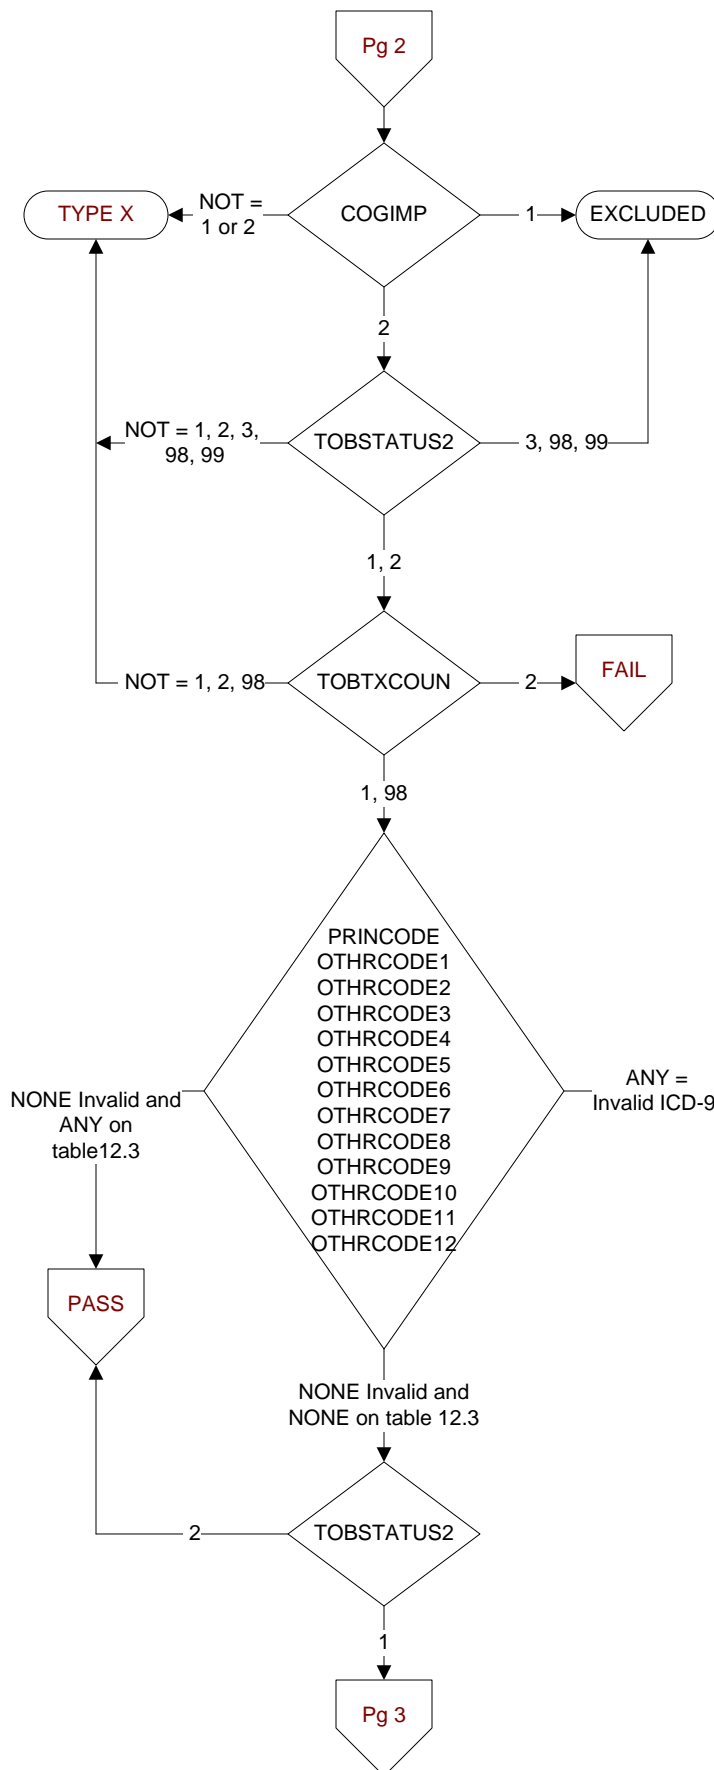 Pg 2
TYPE X
NOT =
1 or 2
COGIMP
1
EXCLUDED
2
NOT = 1, 2, 3,
98, 99
TOBSTATUS2
3, 98, 99
1, 2
NOT = 1, 2, 98
TOBTXCOUN
2
FAIL
1, 98
PRINCODE
OTHRCODE1
OTHRCODE2
OTHRCODE3
OTHRCODE4
OTHRCODE5
OTHRCODE6
OTHRCODE7
OTHRCODE8
OTHRCODE9
OTHRCODE10
OTHRCODE11
OTHRCODE12
NONE Invalid and
ANY on
table12.3
ANY =
Invalid ICD-9
PASS
NONE Invalid and
NONE on table 12.3
2
TOBSTATUS2
1
Pg 3